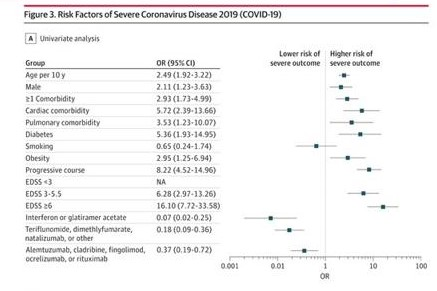 Figure 3. Risk Factors of Severe Coronavirus Disease 2019 (COVID-19)
A Univariate analysis
Lower risk of severe outcome
Higher risk of severe outcome
Group OR (95% CI)
Age per 10 y 2.49 (1.92-3.22)
Male 2.11 (1.23-3.63)
≥1 Comorbidity 2.93 (1.73-4.99)
Cardiac comorbidity 5.72 (2.39-13.66)
Pulmonary comorbidity 3.53 (1.23-10.07)
Diabetes 5.36 (1.93-14.95)
Smoking 0.65 (0.24-1.74)
Obesity 2.95 (1.25-6.94)
Progressive course 8.22 (4.52-14.96)
EDSS <3 NA
EDSS 3-5.5 6.28 (2.97-13.26)
EDSS ≥6 16.10 (7.72-33.58)
Interferon or glatiramer acetate 0.07 (0.02-0.25)
Teriflunomide, dimethylfumarate, 0.18 (0.09-0.36)
natalizumab, or other
Alemtuzumab, cladribine, fingolimod, 0.37 (0.19-0.72)
ocrelizumab, or rituximab
0.001 0.01 0.1 1 10 100
OR